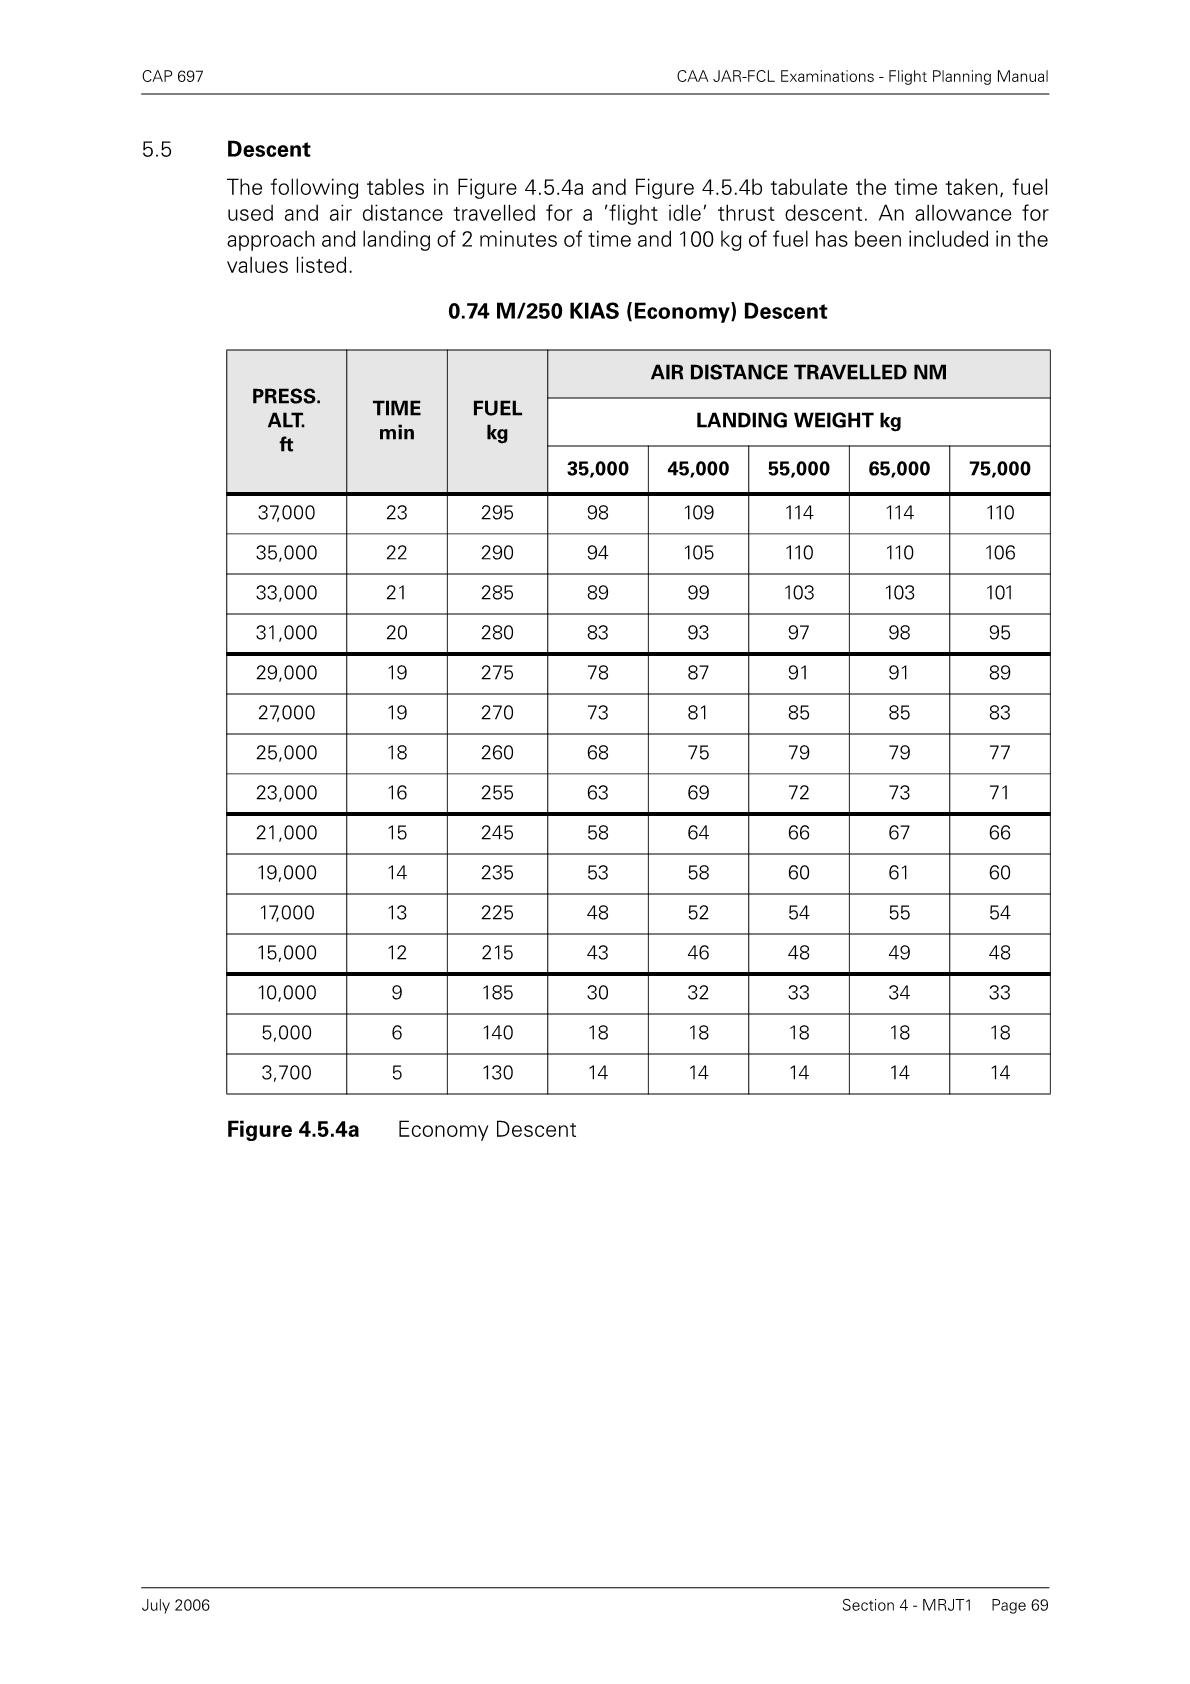 CAP 697 CAA JAR-FCL Examinations - Flight Planning Manual
5.5 Descent
The following tables in Figure 4.5.4a and Figure 4.5.4b tabulate the time taken, fuel
used and air distance travelled for a ’flight idle’ thrust descent. An allowance for
approach and landing of 2 minutes of time and 100 kg of fuel has been included in the
values listed.
0.74 M/250 KIAS (Economy) Descent
PRESS.
ALT.
ft
TIME
min
FUEL
kg
AIR DISTANCE TRAVELLED NM
LANDING WEIGHT kg
35,000 45,000 55,000 65,000 75,000
37,000 23 295 98 109 114 114 110
35,000 22 290 94 105 110 110 106
33,000 21 285 89 99 103 103 101
31,000 20 280 83 93 97 98 95
29,000 19 275 78 87 91 91 89
27,000 19 270 73 81 85 85 83
25,000 18 260 68 75 79 79 77
23,000 16 255 63 69 72 73 71
21,000 15 245 58 64 66 67 66
19,000 14 235 53 58 60 61 60
17,000 13 225 48 52 54 55 54
15,000 12 215 43 46 48 49 48
10,000 9 185 30 32 33 34 33
5,000 6 140 18 18 18 18 18
3,700 5 130 14 14 14 14 14
Figure 4.5.4a Economy Descent
July 2006 Section 4 - MRJT1 Page 69